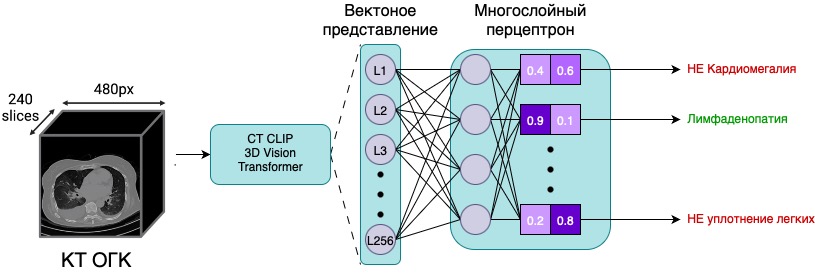 Вектоное
представление
Многослойный
перцептрон
240
slices
480px
КТ ОГК
CT CLIP
3D Vision
Transformer
L1
L2
L3
L256
0.4 0.6
НЕ Кардиомегалия
0.9 0.1
Лимфаденопатия
0.2 0.8
НЕ уплотнение легких